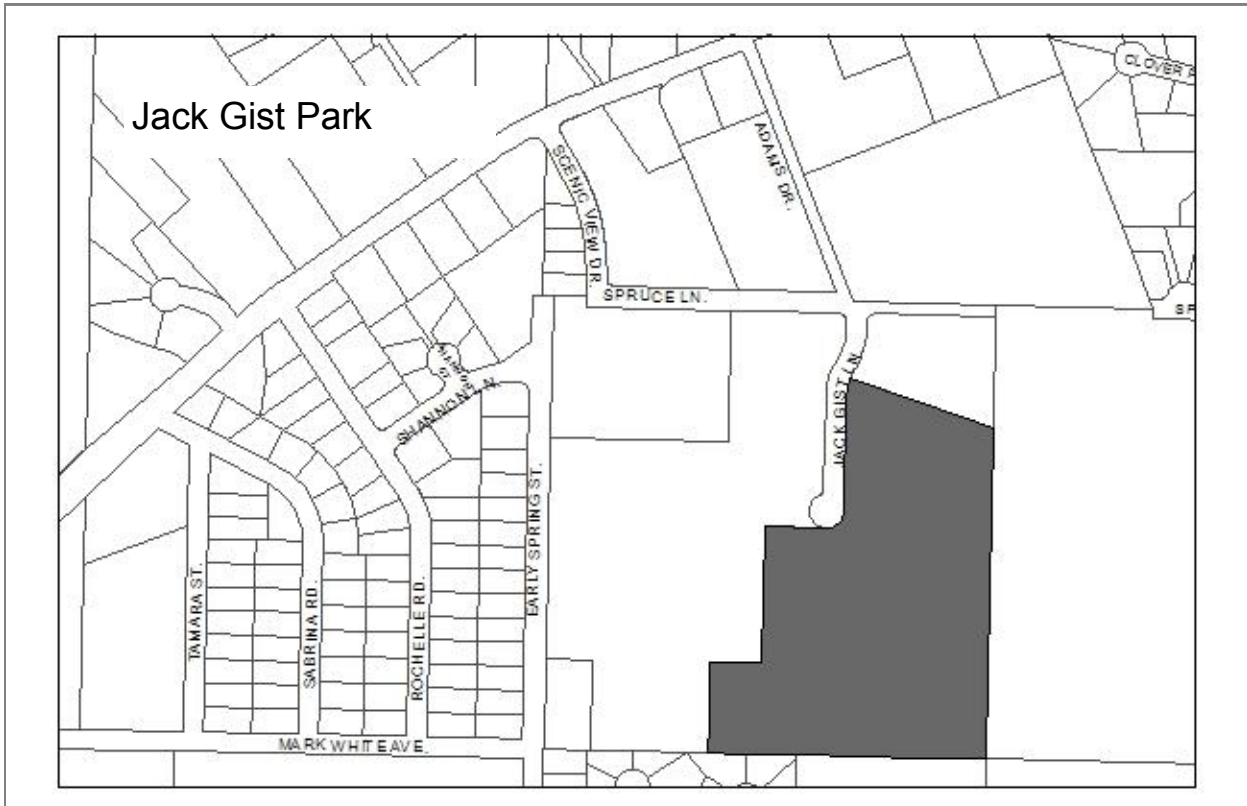 Jack Gist Park
CLOVER
SCENIC VIEW DR.
ADAMS DR.
SPRUCE LN.
SP
JACK GIST LN
SHANNON LN.
EARLY SPRING ST.
TAMARA ST.
SABRINA RD.
ROCHELLE RD.
MARK WHITE AVE.